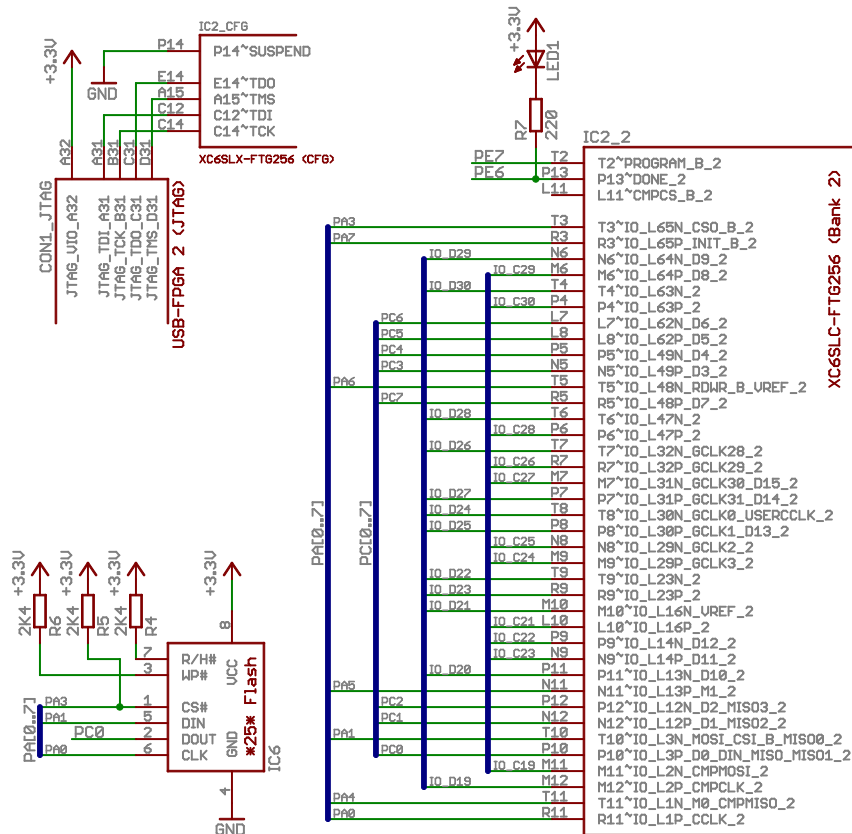 IC2_CFG
+3.3V
P14
P14~SUSPEND
GND
E14
E14~TDO
A15
A15~TMS
C12
C12~TDI
C14
C14~TCK
XC6SLX-FTG256 (CFG)
A32
A31
B31
C31
D31
CON1_JTAG
JTAG_VIO_A32
JTAG_TDI_A31
JTAG_TCK_B31
JTAG_TDO_C31
JTAG_TMS_D31
USB-FPGA 2 (JTAG)
+3.3V
LED1
R7
220
IC2_2
XC6SLC-FTG256 (Bank 2)
PE7 T2 T2~PROGRAM_B_2
PE6 P13 P13~DONE_2
L11 L11~CMPCS_B_2
PA3 T3 T3~IO_L65N_CSO_B_2
PA7 R3 R3~IO_L65P_INIT_B_2
IO_D29 N6 N6~IO_L64N_D9_2
IO_C29 M6 M6~IO_L64P_D8_2
IO_D30 T4 T4~IO_L63N_2
IO_C30 P4 P4~IO_L63P_2
PC6 L7 L7~IO_L62N_D6_2
PC5 L8 L8~IO_L62P_D5_2
PC4 P5 P5~IO_L49N_D4_2
PC3 N5 N5~IO_L49P_D3_2
PA6 T5 T5~IO_L48N_RDWR_B_VREF_2
PC7 R5 R5~IO_L48P_D7_2
IO_D28 T6 T6~IO_L47N_2
IO_C28 P6 P6~IO_L47P_2
IO_D26 T7 T7~IO_L32N_GCLK28_2
IO_C26 R7 R7~IO_L32P_GCLK29_2
IO_C27 M7 M7~IO_L31N_GCLK30_D15_2
IO_D27 P7 P7~IO_L31P_GCLK31_D14_2
IO_D24 T8 T8~IO_L30N_GCLK0_USERCCLK_2
IO_D25 P8 P8~IO_L30P_GCLK1_D13_2
IO_C25 N8 N8~IO_L29N_GCLK2_2
IO_C24 M9 M9~IO_L29P_GCLK3_2
IO_D22 T9 T9~IO_L23N_2
IO_D23 R9 R9~IO_L23P_2
IO_D21 M10 M10~IO_L16N_VREF_2
IO_C21 L10 L10~IO_L16P_2
IO_C22 P9 P9~IO_L14N_D12_2
IO_C23 N9 N9~IO_L14P_D11_2
IO_D20 P11 P11~IO_L13N_D10_2
PA5 N11 N11~IO_L13P_M1_2
PC2 P12 P12~IO_L12N_D2_MISO3_2
PC1 N12 N12~IO_L12P_D1_MISO2_2
PA1 T10 T10~IO_L3N_MOSI_CSI_B_MISO0_2
PC0 P10 P10~IO_L3P_D0_DIN_MISO_MISO1_2
IO_C19 M11 M11~IO_L2N_CMPMOSI_2
IO_D19 M12 M12~IO_L2P_CMPCLK_2
PA4 T11 T11~IO_L1N_M0_CMPMISO_2
PA0 R11 R11~IO_L1P_CCLK_2
PA[0..7]
PC[0..7]
+3.3V
+3.3V
+3.3V
+3.3V
2K4
R6
2K4
R5
2K4
R4
8
VCC
7 R/H#
3 WP#
PA3 1 CS#
PA1 5 DIN
PC0 2 DOUT
PA0 6 CLK
PA[0..7]
GND
*25* Flash
IC6
4
GND